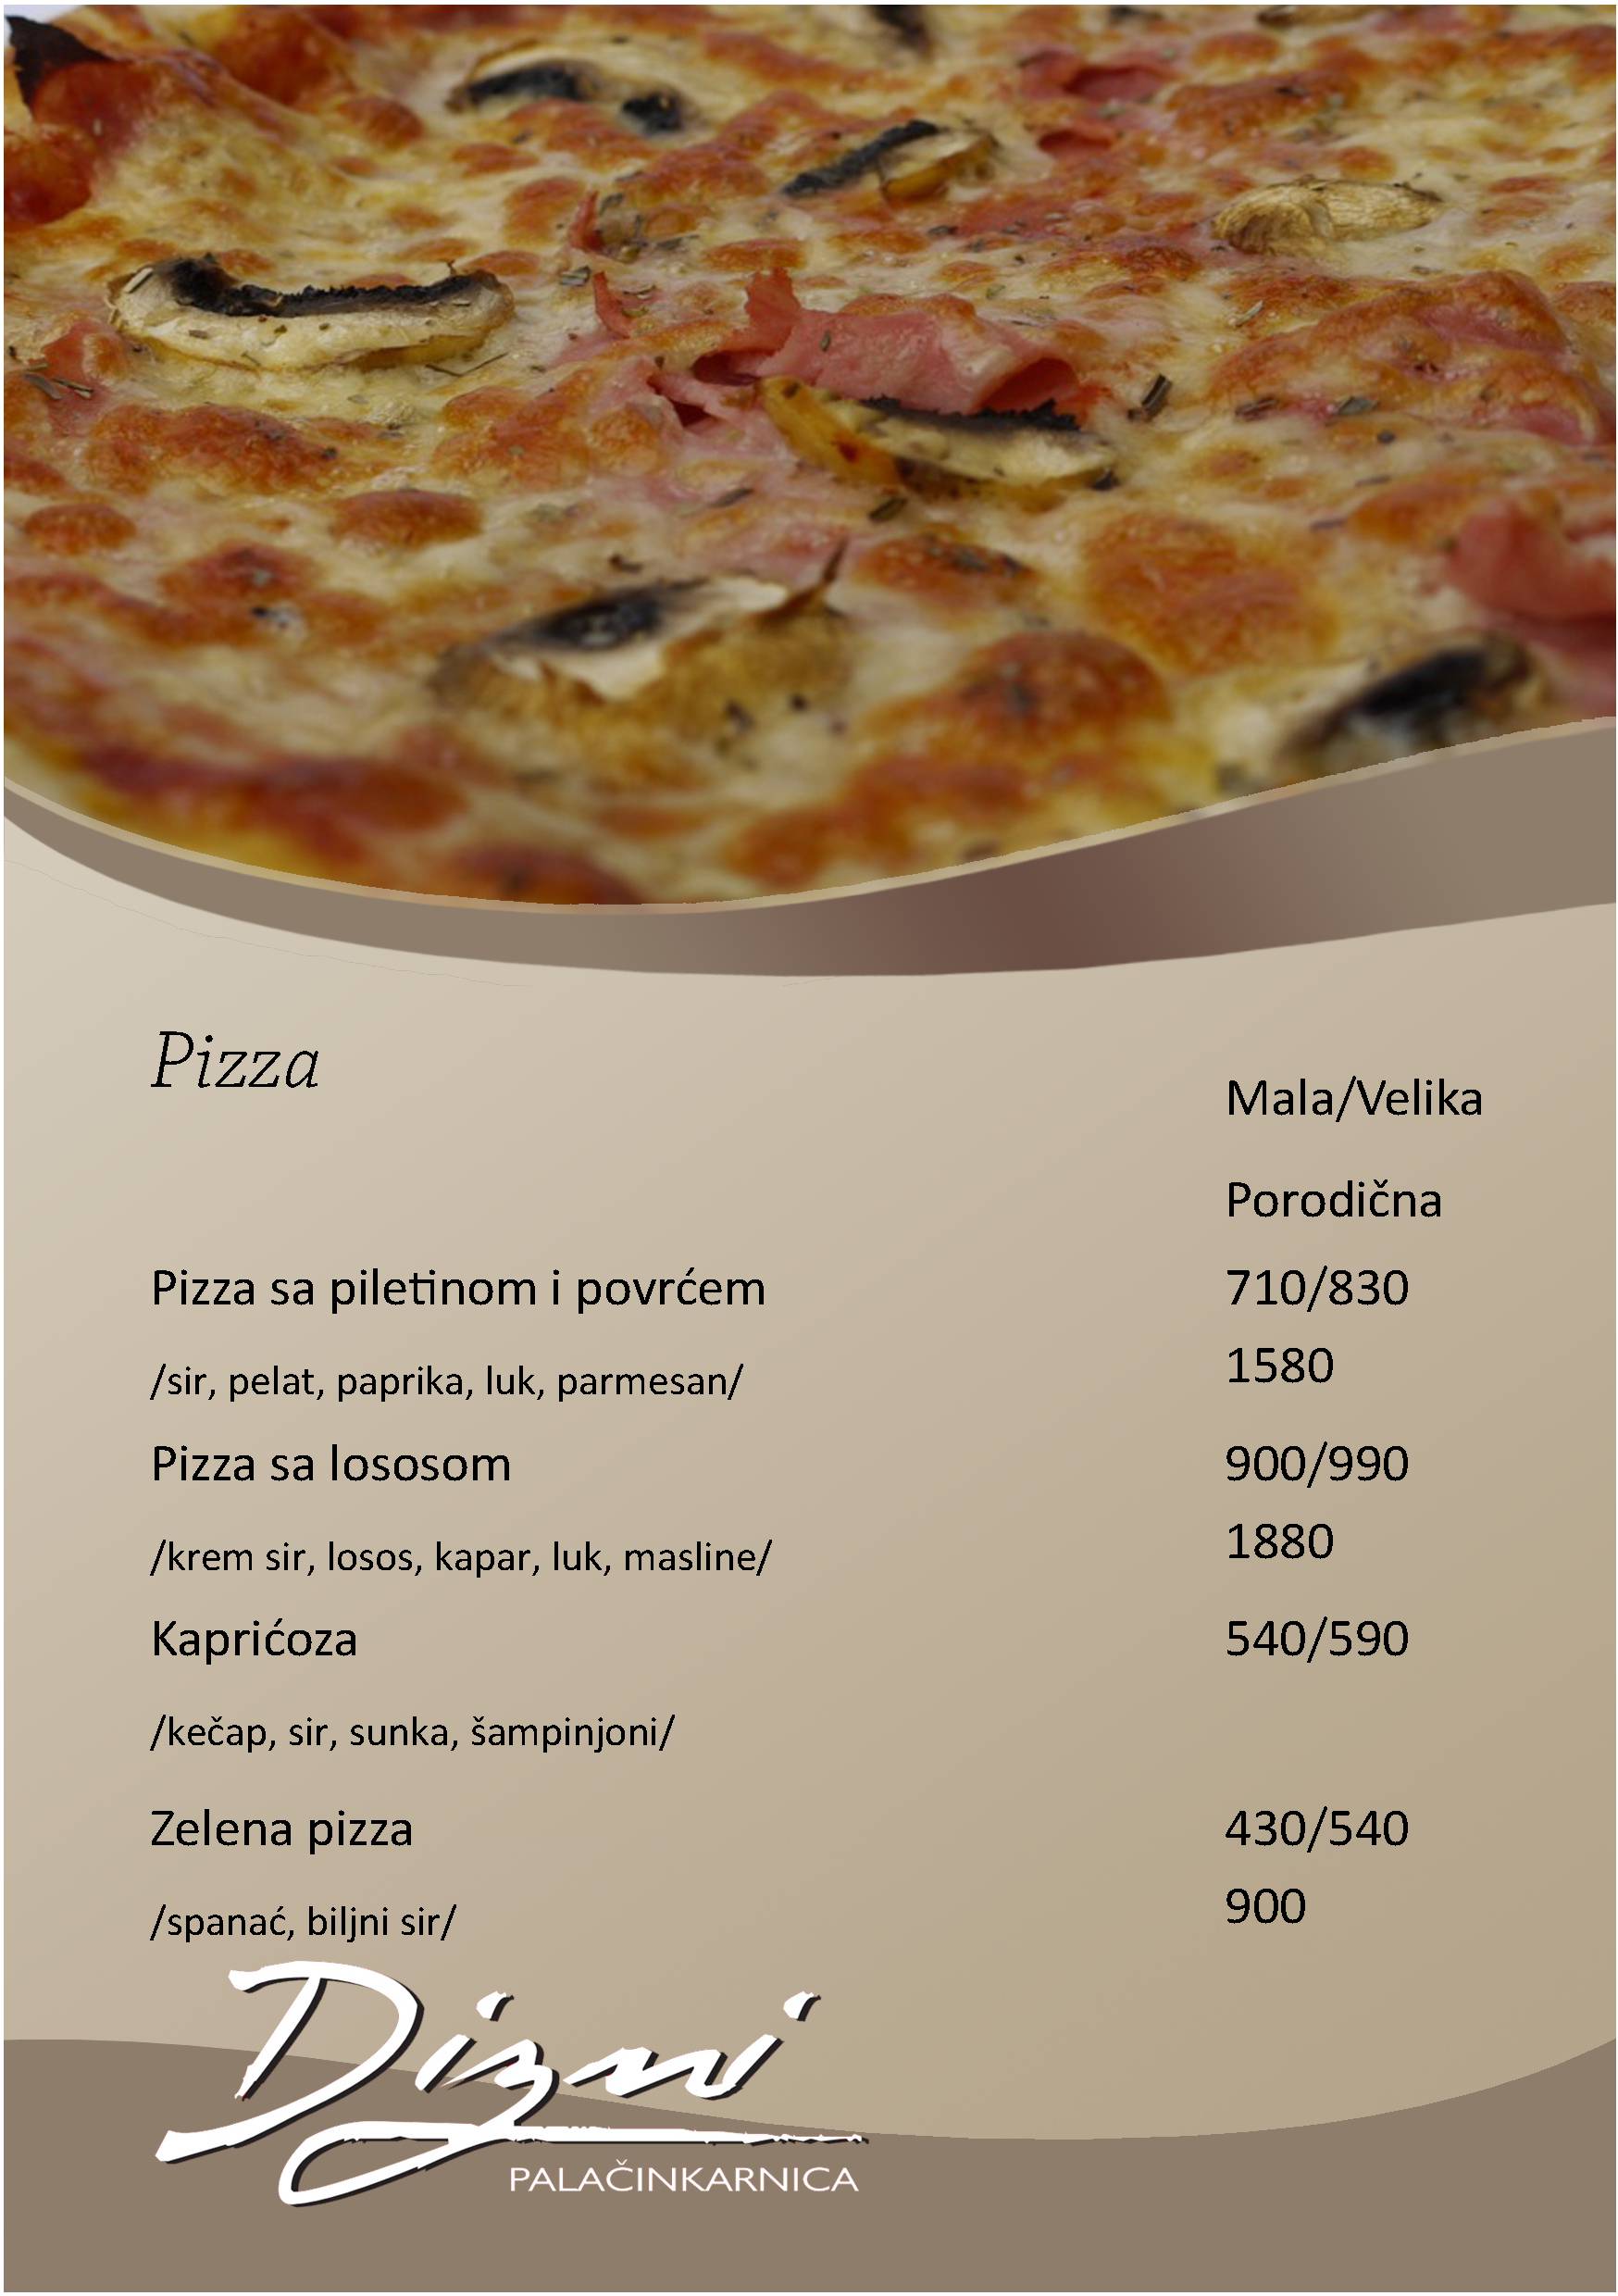 Pizza
Mala/Velika
Porodična
Pizza sa piletinom i povrćem 710/830
/sir, pelat, paprika, luk, parmesan/ 1580
Pizza sa lososom 900/990
/krem sir, losos, kapar, luk, masline/ 1880
Kaprićoza 540/590
/kečap, sir, sunka, šampinjoni/
Zelena pizza 430/540
/spanać, biljni sir/ 900
Dizni
PALAČINKARNICA